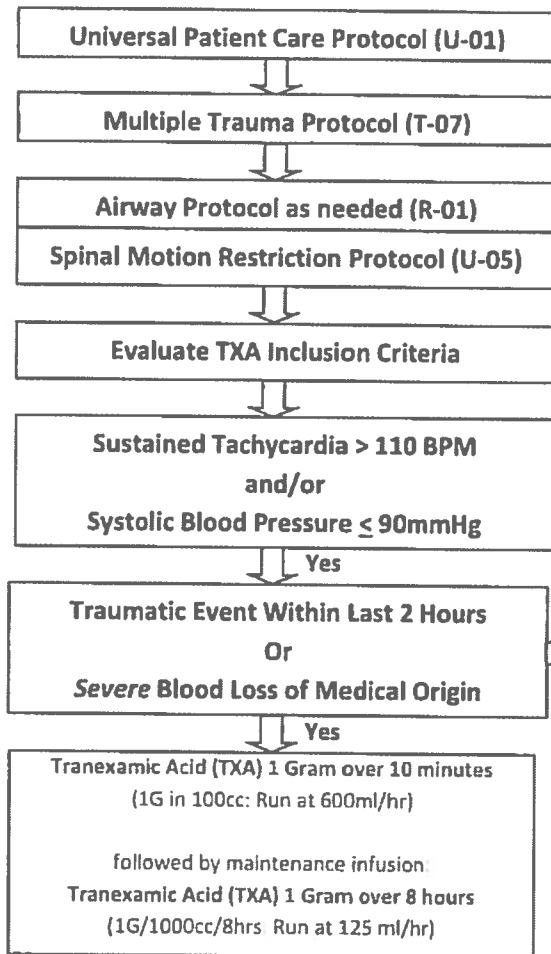 Universal Patient Care Protocol (U-01)
Multiple Trauma Protocol (T-07)
Airway Protocol as needed (R-01)
Spinal Motion Restriction Protocol (U-05)
Evaluate TXA Inclusion Criteria
Sustained Tachycardia > 110 BPM
and/or
Systolic Blood Pressure ≤ 90mmHg
Yes
Traumatic Event Within Last 2 Hours
Or
Severe Blood Loss of Medical Origin
Yes
Tranexamic Acid (TXA) 1 Gram over 10 minutes
(1G in 100cc: Run at 600ml/hr)
followed by maintenance infusion:
Tranexamic Acid (TXA) 1 Gram over 8 hours
(1G/1000cc/8hrs Run at 125 ml/hr)